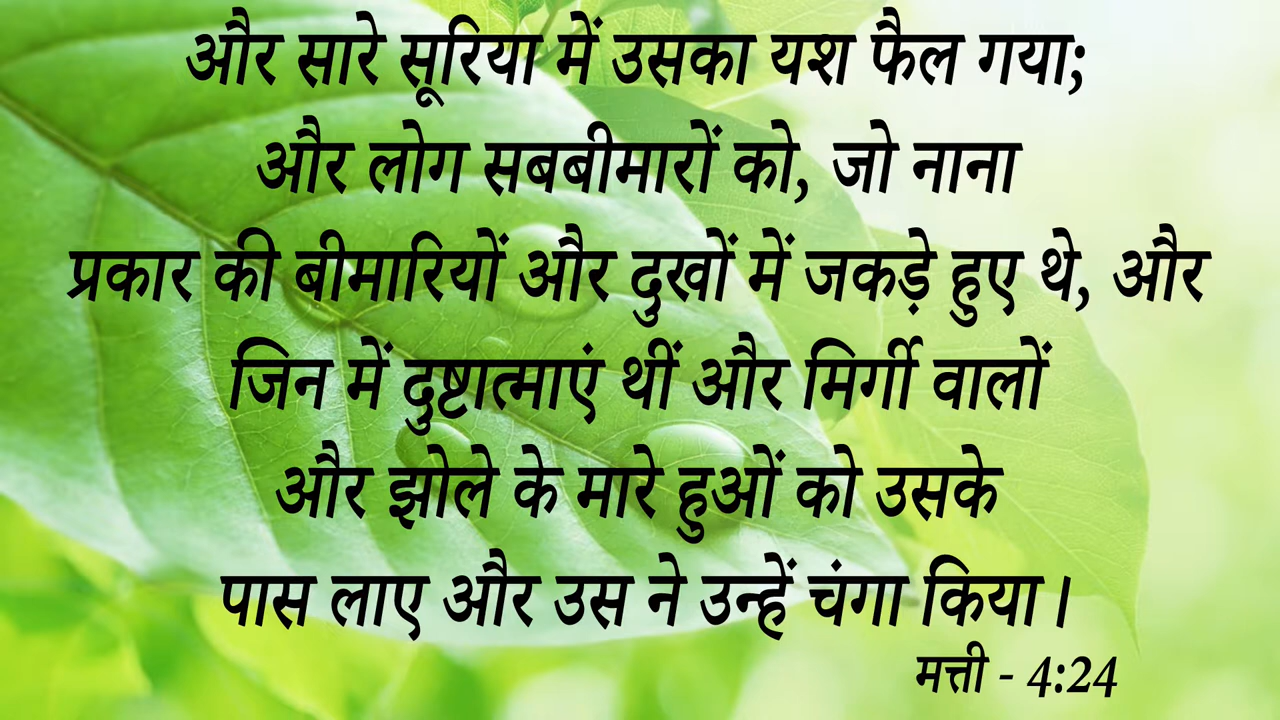 और सारे सूरिया में उसका यश फैल गया;
और लोग सबबीमारों को, जो नाना
प्रकार की बीमारियों और दुखों में जकड़े हुए थे, और
जिन में दुष्टात्माएं थीं और मिर्गी वालों
और झोले के मारे हुओं को उसके
पास लाए और उस ने उन्हें चंगा किया।
मत्ती - 4:24